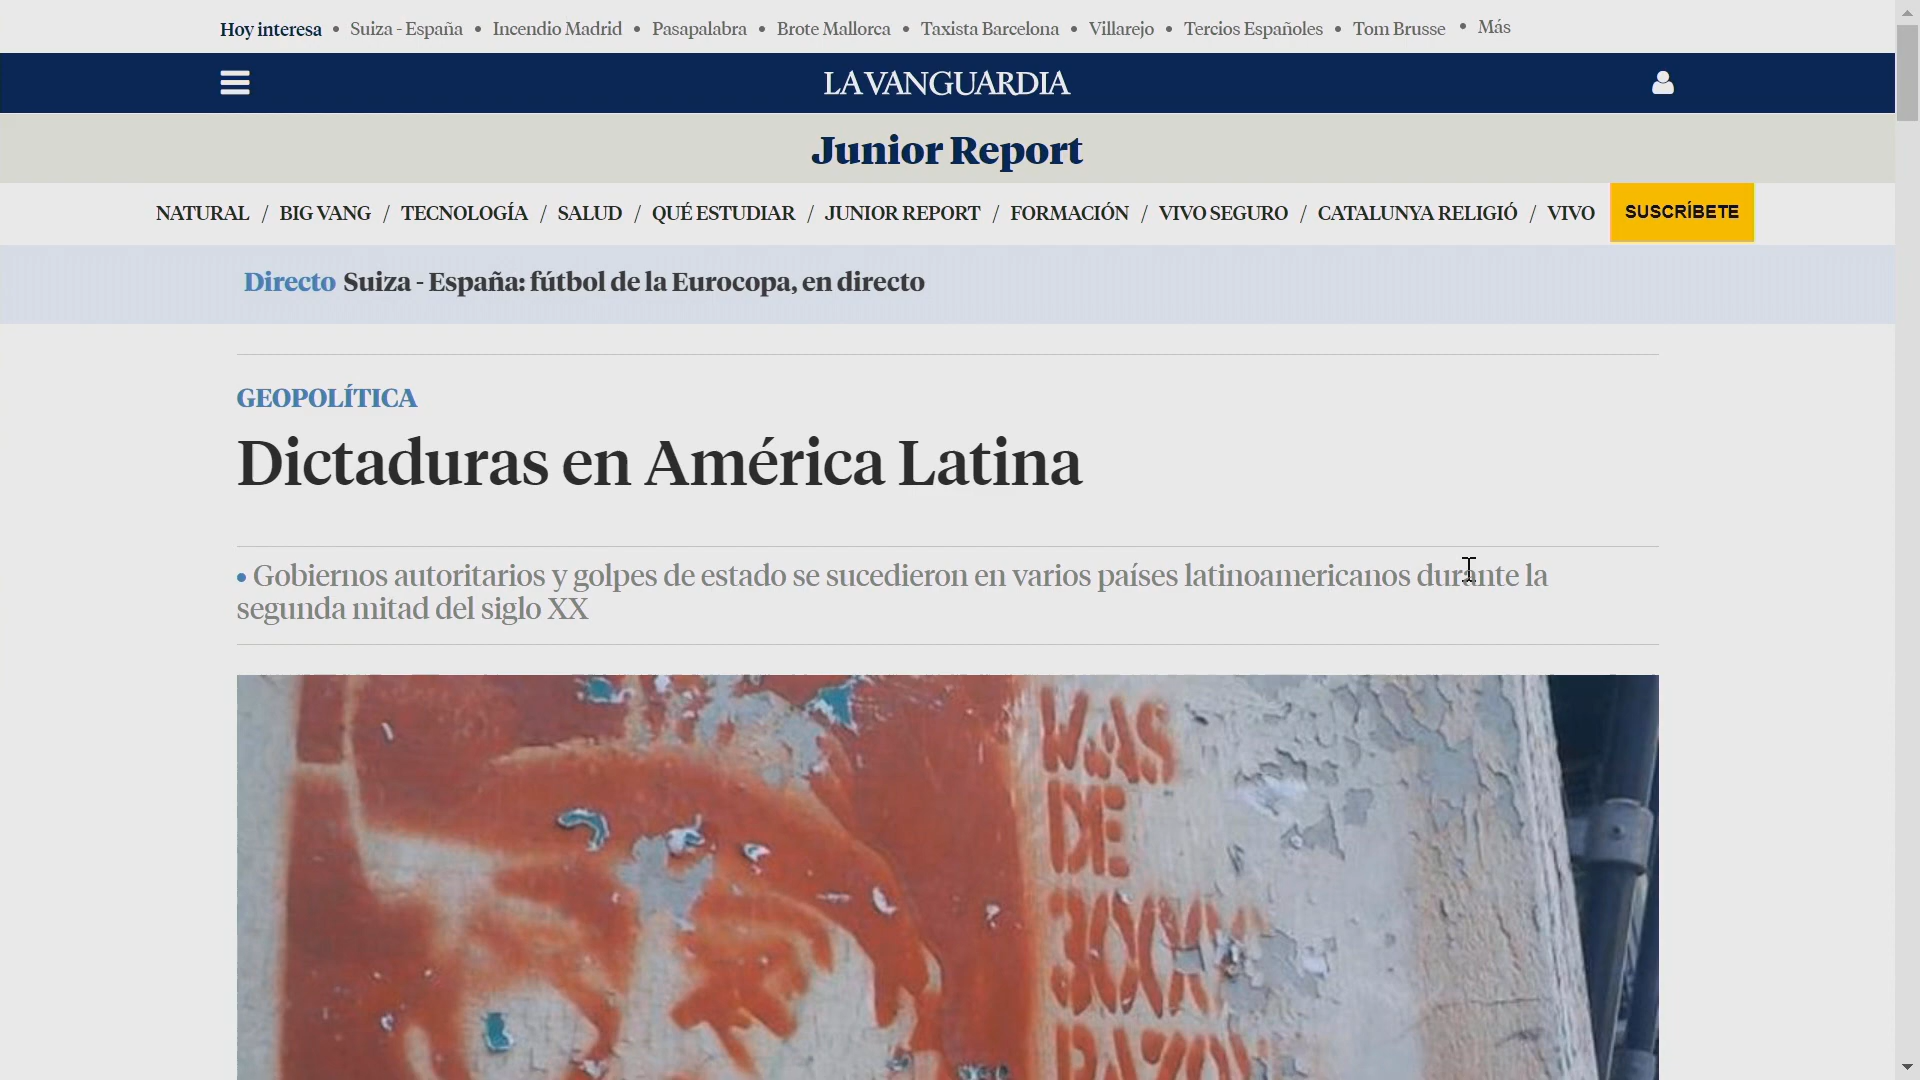 Hoy interesa • Suiza - España • Incendio Madrid • Pasapalabra • Brote Mallorca • Taxista Barcelona • Villarejo • Tercios Españoles • Tom Brusse • Más
LA VANGUARDIA
Junior Report
NATURAL / BIG VANG / TECNOLOGÍA / SALUD / QUÉ ESTUDIAR / JUNIOR REPORT / FORMACIÓN / VIVO SEGURO / CATALUNYA RELIGIÓ / VIVO SUSCRÍBETE
Directo Suiza - España: fútbol de la Eurocopa, en directo
GEOPOLÍTICA
Dictaduras en América Latina
• Gobiernos autoritarios y golpes de estado se sucedieron en varios países latinoamericanos durante la
segunda mitad del siglo XX
MAS
DE
30000